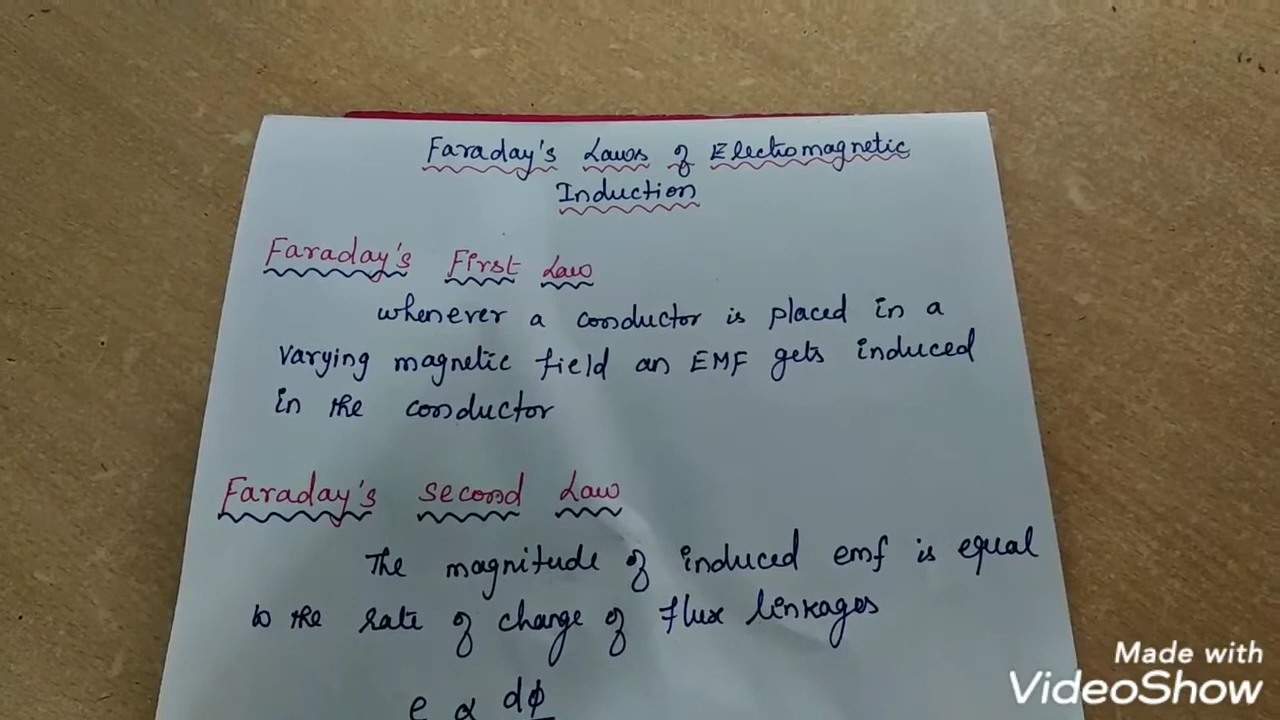 Faraday's Laws of Electromagnetic
Induction
Faraday's First Law
whenever a conductor is placed in a
varying magnetic field an EMF gets induced
in the conductor
Faraday's second Law
The magnitude of induced emf is equal
to the rate of change of flux linkages
e ∝ dϕ
Made with
VideoShow